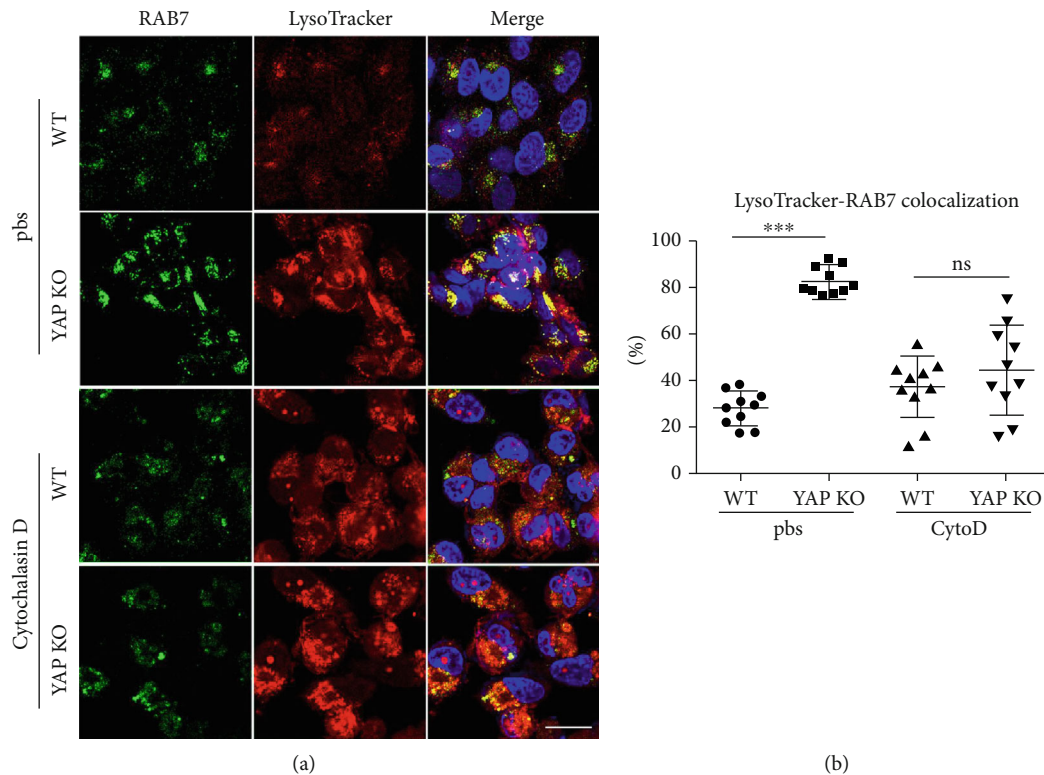 RAB7 LysoTracker Merge
pbs
WT
YAP KO
Cytochalasin D
WT
YAP KO
(a)
LysoTracker-RAB7 colocalization
(%)
100
80
60
40
20
0
***
ns
WT YAP KO WT YAP KO
pbs CytoD
(b)